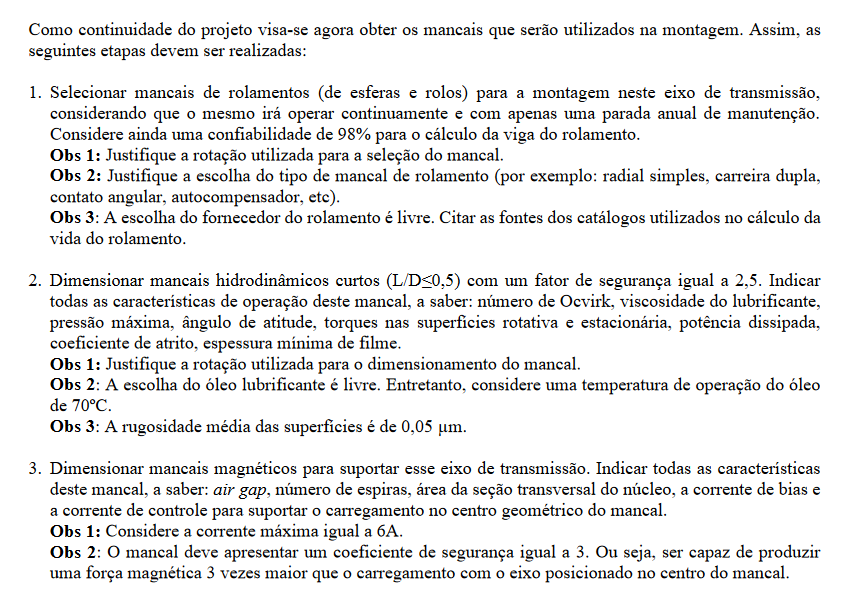 Como continuidade do projeto visa-se agora obter os mancais que serão utilizados na montagem. Assim, as
seguintes etapas devem ser realizadas:
1. Selecionar mancais de rolamentos (de esferas e rolos) para a montagem neste eixo de transmissão,
considerando que o mesmo irá operar continuamente e com apenas uma parada anual de manutenção.
Considere ainda uma confiabilidade de 98% para o cálculo da viga do rolamento.
Obs 1: Justifique a rotação utilizada para a seleção do mancal.
Obs 2: Justifique a escolha do tipo de mancal de rolamento (por exemplo: radial simples, carreira dupla,
contato angular, autocompensador, etc).
Obs 3: A escolha do fornecedor do rolamento é livre. Citar as fontes dos catálogos utilizados no cálculo da
vida do rolamento.
2. Dimensionar mancais hidrodinâmicos curtos (L/D≤0,5) com um fator de segurança igual a 2,5. Indicar
todas as características de operação deste mancal, a saber: número de Ocvirk, viscosidade do lubrificante,
pressão máxima, ângulo de atitude, torques nas superfícies rotativa e estacionária, potência dissipada,
coeficiente de atrito, espessura mínima de filme.
Obs 1: Justifique a rotação utilizada para o dimensionamento do mancal.
Obs 2: A escolha do óleo lubrificante é livre. Entretanto, considere uma temperatura de operação do óleo
de 70ºC.
Obs 3: A rugosidade média das superfícies é de 0,05 µm.
3. Dimensionar mancais magnéticos para suportar esse eixo de transmissão. Indicar todas as características
deste mancal, a saber: air gap, número de espiras, área da seção transversal do núcleo, a corrente de bias e
a corrente de controle para suportar o carregamento no centro geométrico do mancal.
Obs 1: Considere a corrente máxima igual a 6A.
Obs 2: O mancal deve apresentar um coeficiente de segurança igual a 3. Ou seja, ser capaz de produzir
uma força magnética 3 vezes maior que o carregamento com o eixo posicionado no centro do mancal.